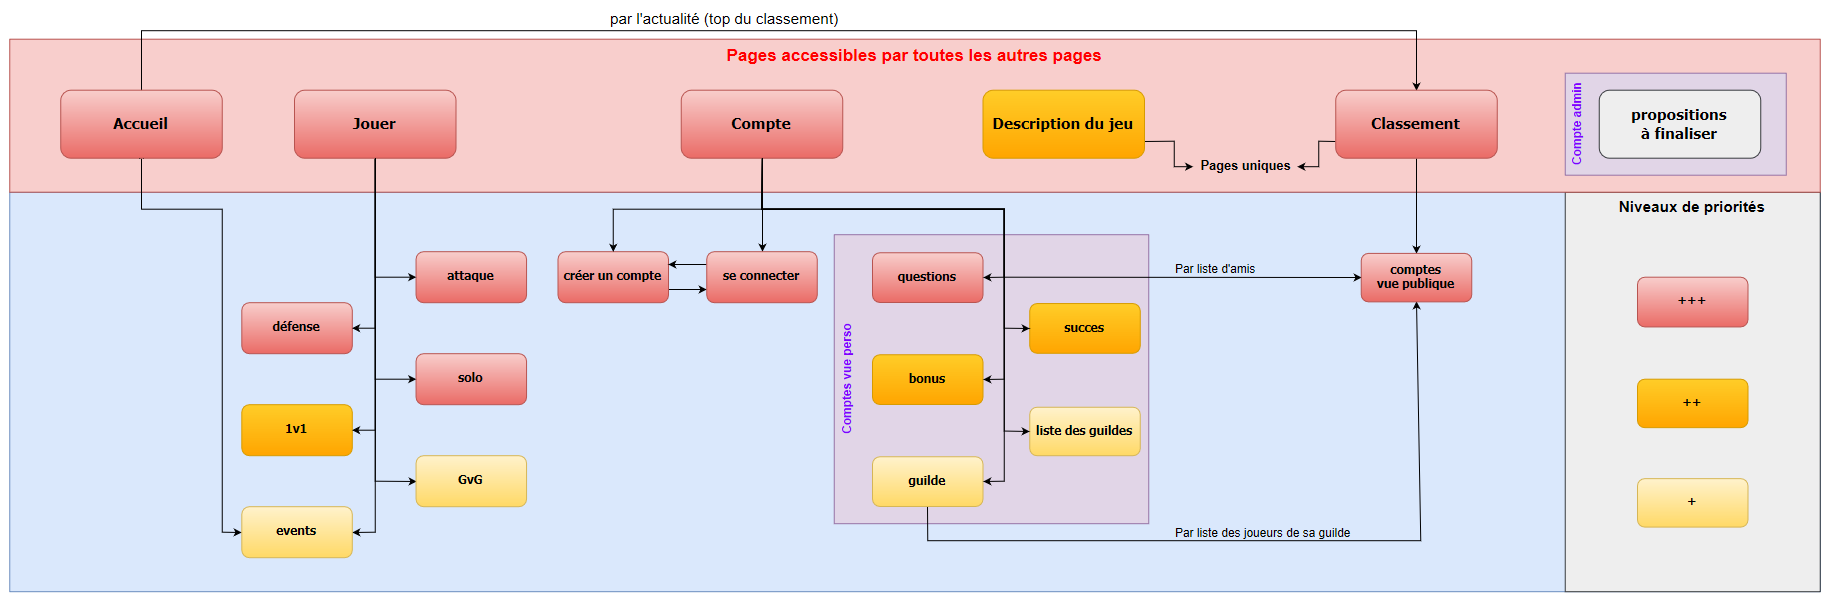 par l'actualité (top du classement)
Pages accessibles par toutes les autres pages
Accueil
Jouer
Compte
Description du jeu
Classement
Compte admin
propositions
à finaliser
Pages uniques
Niveaux de priorités
attaque
défense
solo
1v1
GvG
events
créer un compte
se connecter
Comptes vue perso
questions
succes
bonus
liste des guildes
guilde
Par liste d'amis
comptes
vue publique
Par liste des joueurs de sa guilde
+++
++
+